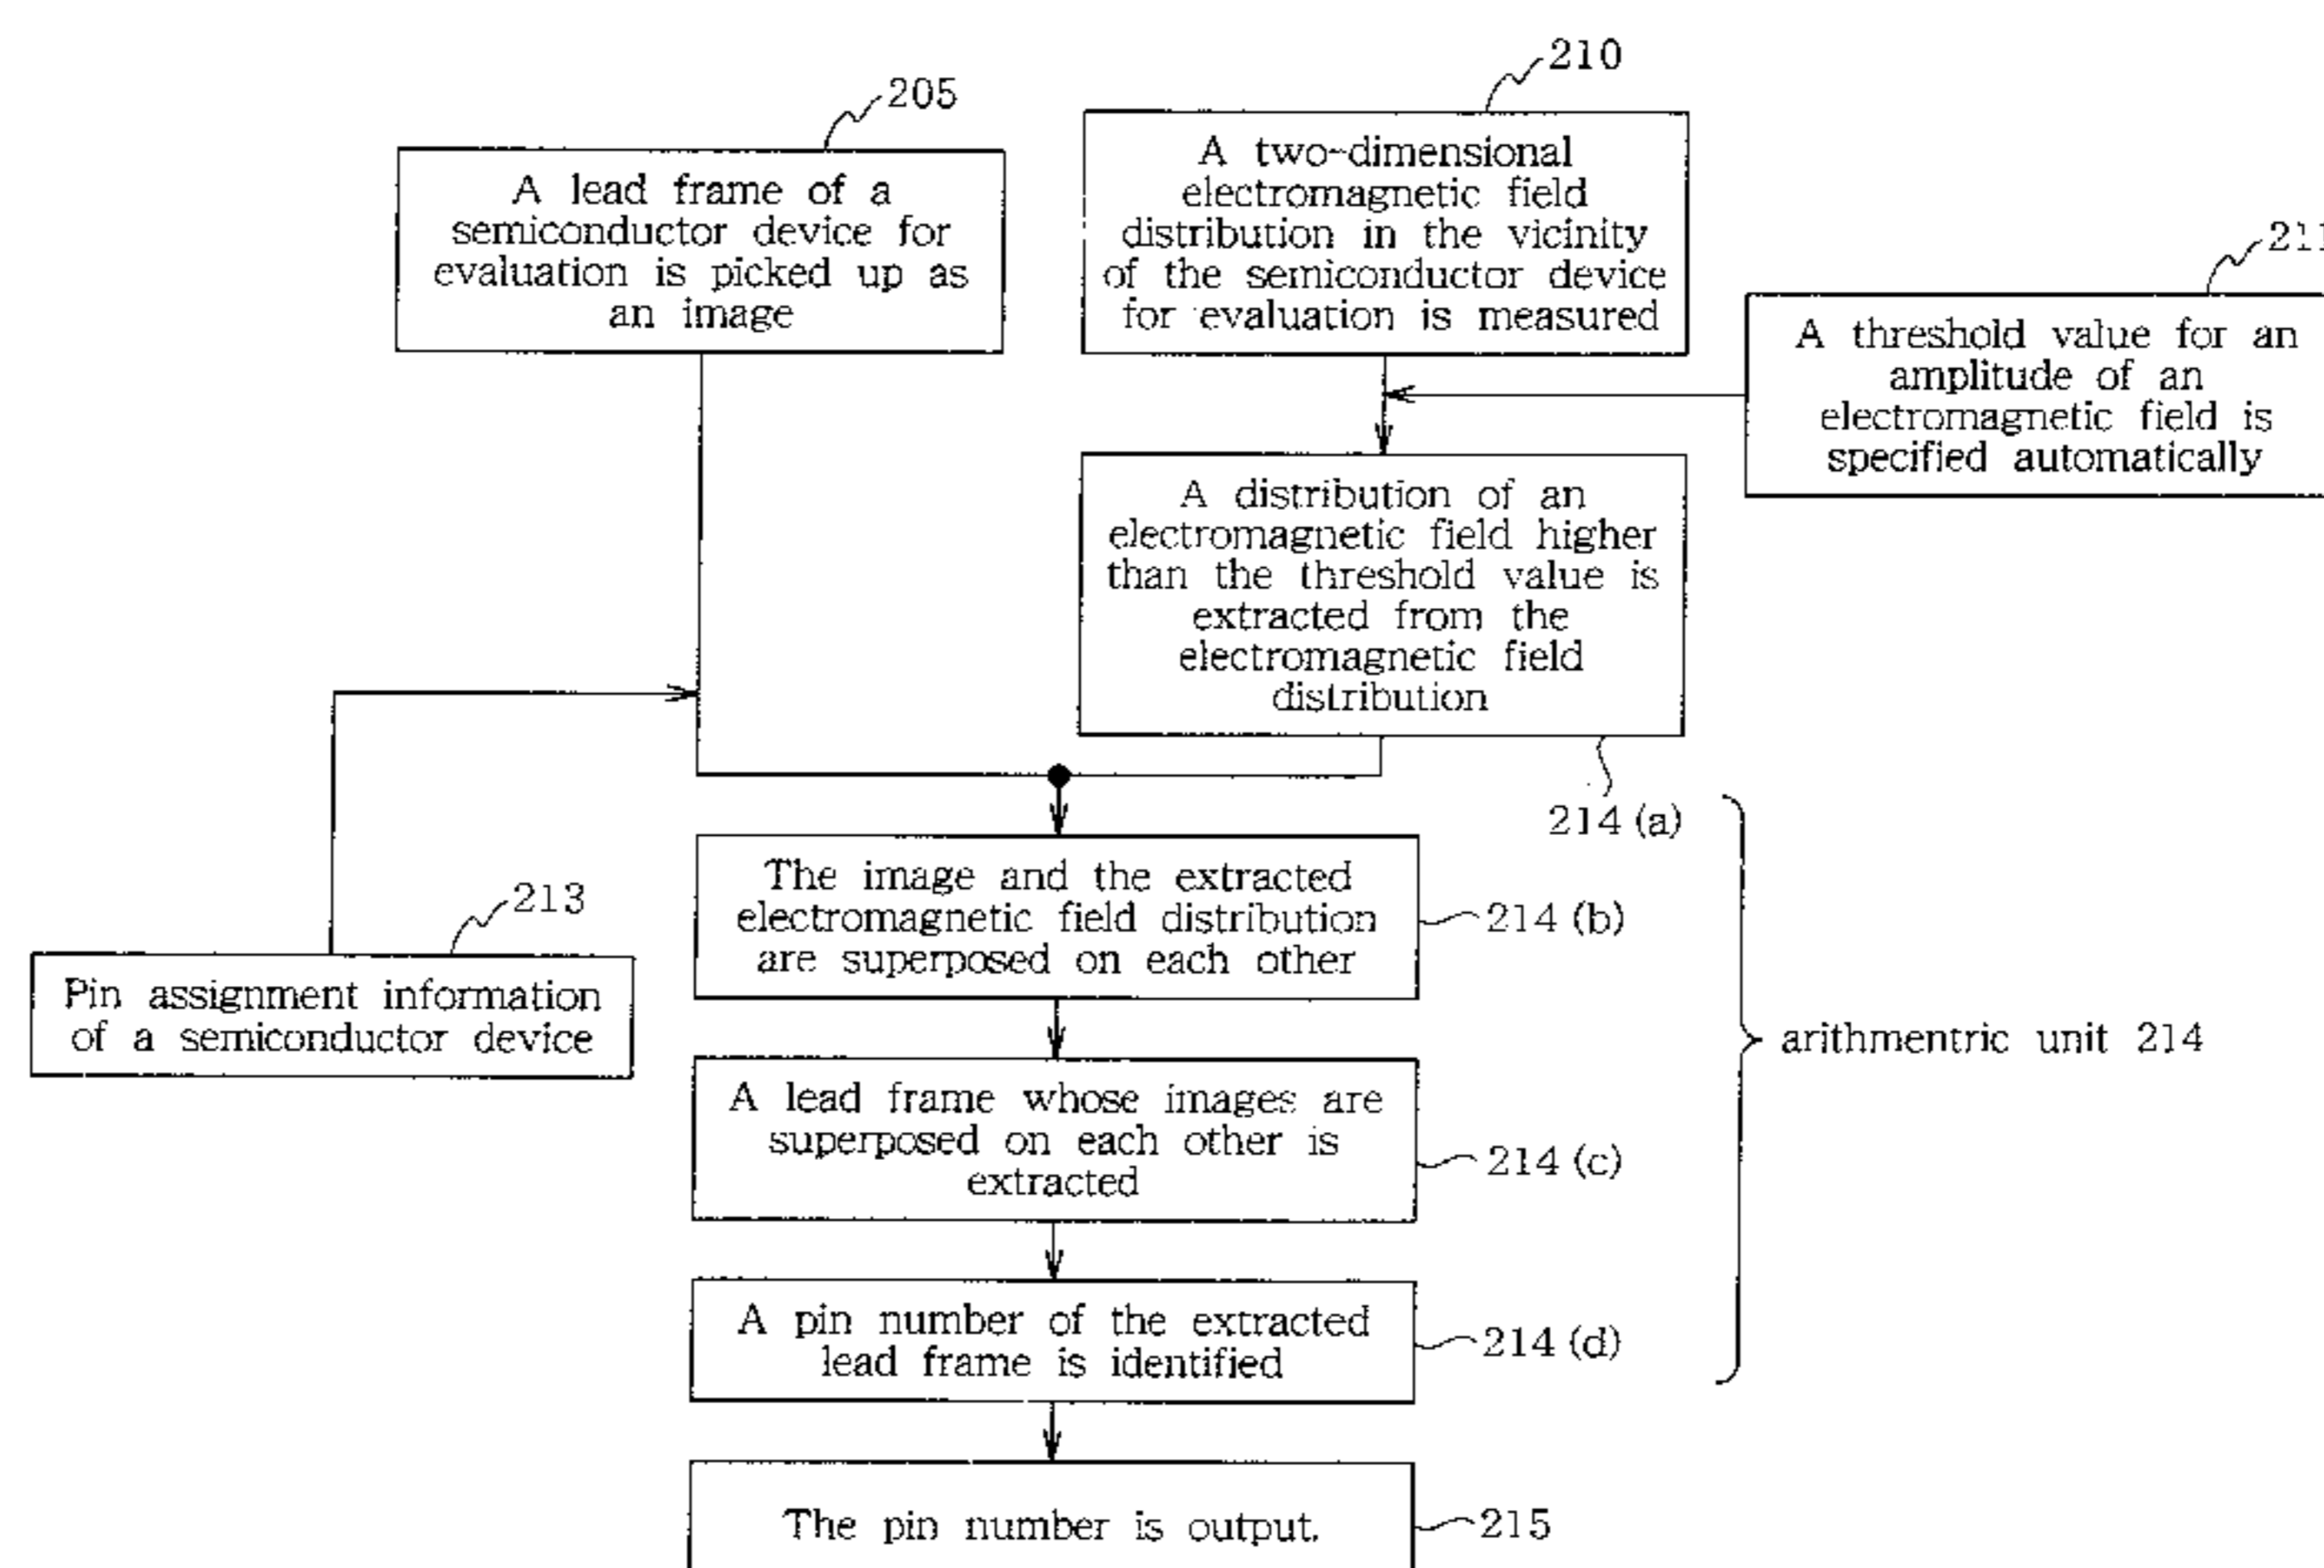 210
205
A two-dimensional
electromagnetic field
distribution in the vicinity
of the semiconductor device
for evaluation is measured
A lead frame of a
semiconductor device for
evaluation is picked up as
an image
211
A threshold value for an
amplitude of an
electromagnetic field is
specified automatically
A distribution of an
electromagnetic field higher
than the threshold value is
extracted from the
electromagnetic field
distribution
214 (a)
The image and the extracted
electromagnetic field distribution
are superposed on each other
214 (b)
213
Pin assignment information
of a semiconductor device
arithmentric unit 214
A lead frame whose images are
superposed on each other is
extracted
214 (c)
A pin number of the extracted
lead frame is identified
214 (d)
The pin number is output.
215